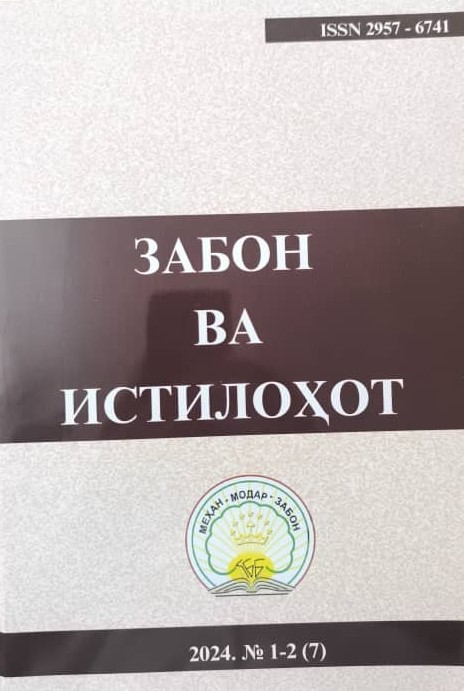 ISSN 2957 - 6741
ЗАБОН
ВА
ИСТИЛОҲОТ
МЕҲАН · МОДАР · ЗАБОН
2024. № 1-2 (7)